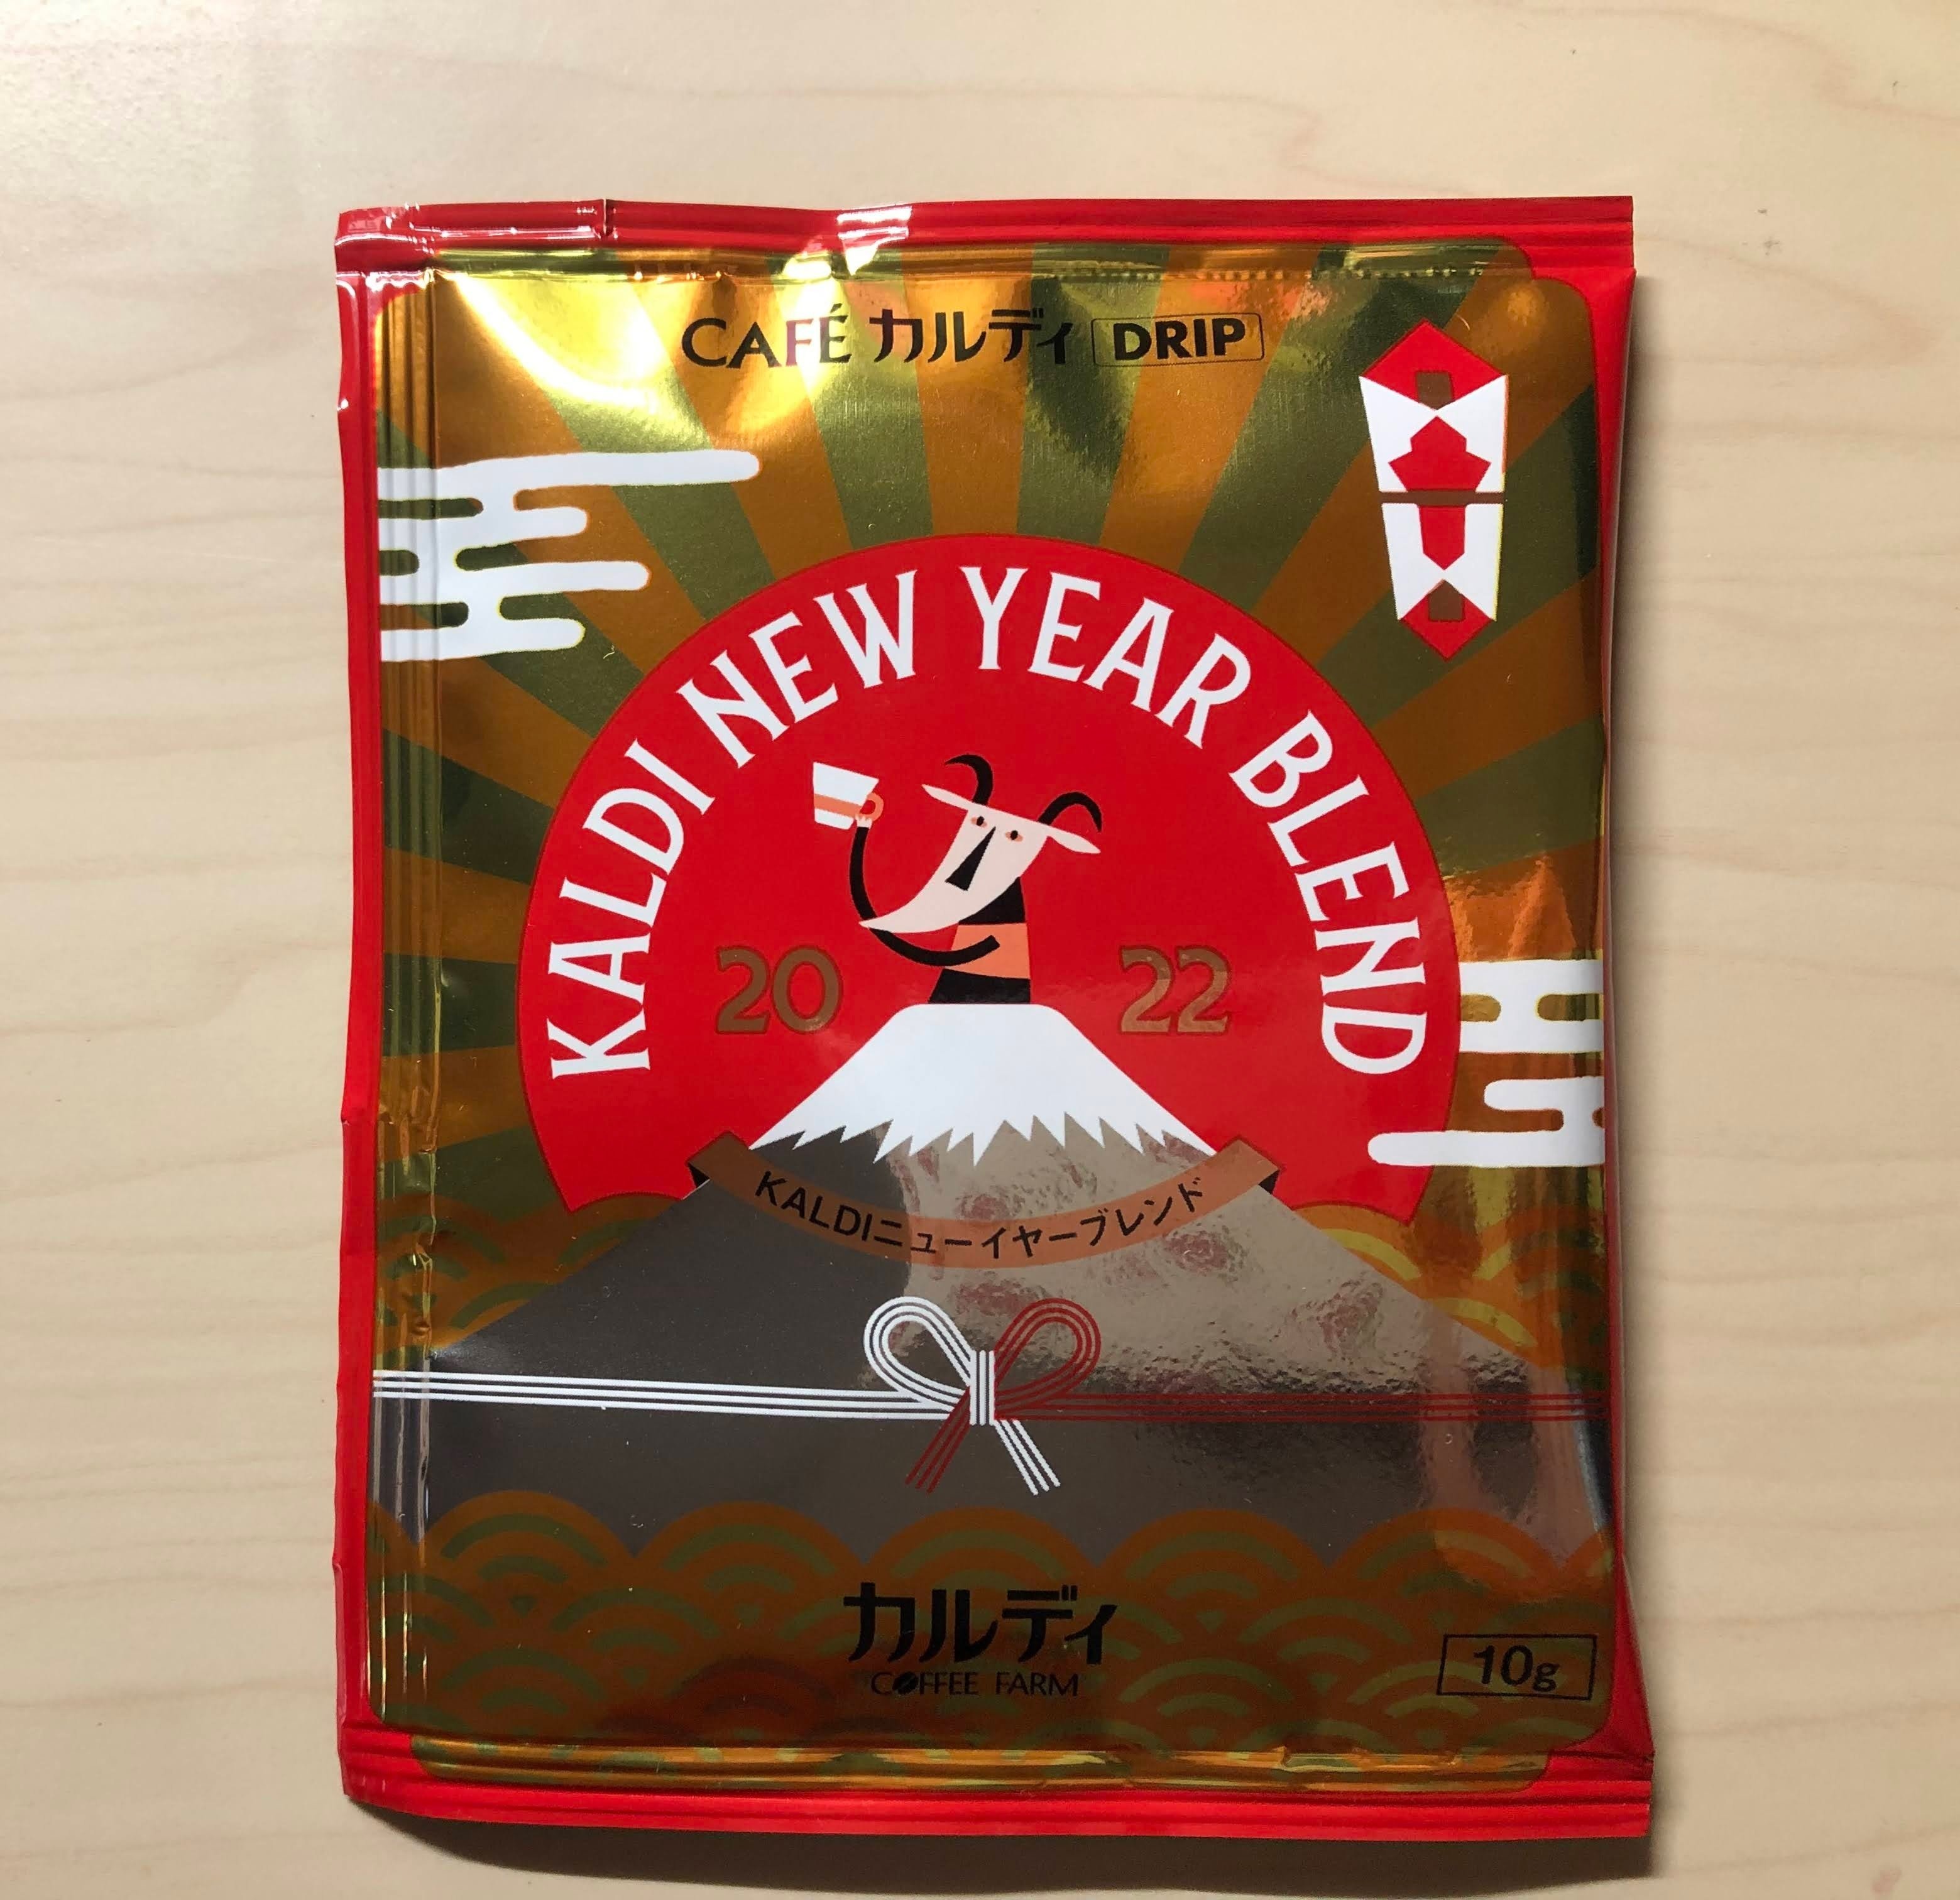 CAFÉ カルディ DRIP
KALDI NEW YEAR BLEND
20 22
KALDIニューイヤーブレンド
カルディ
COFFEE FARM
10g